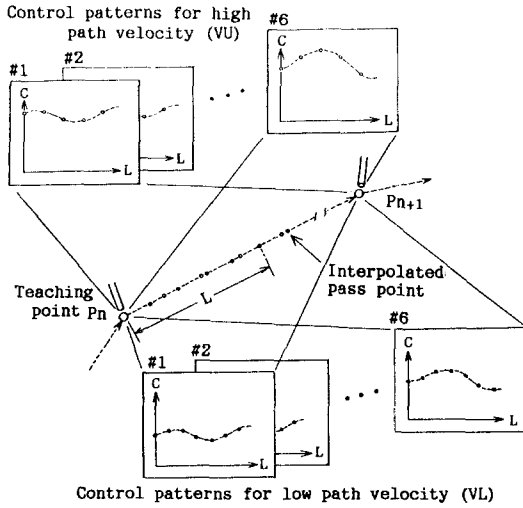 Control patterns for high
path velocity (VU)
#6
#2
#1
C
C
L
L
L
Pn+1
Interpolated
pass point
L
Teaching
point Pn
#6
#2
#1
C
C
L
L
L
Control patterns for low path velocity (VL)